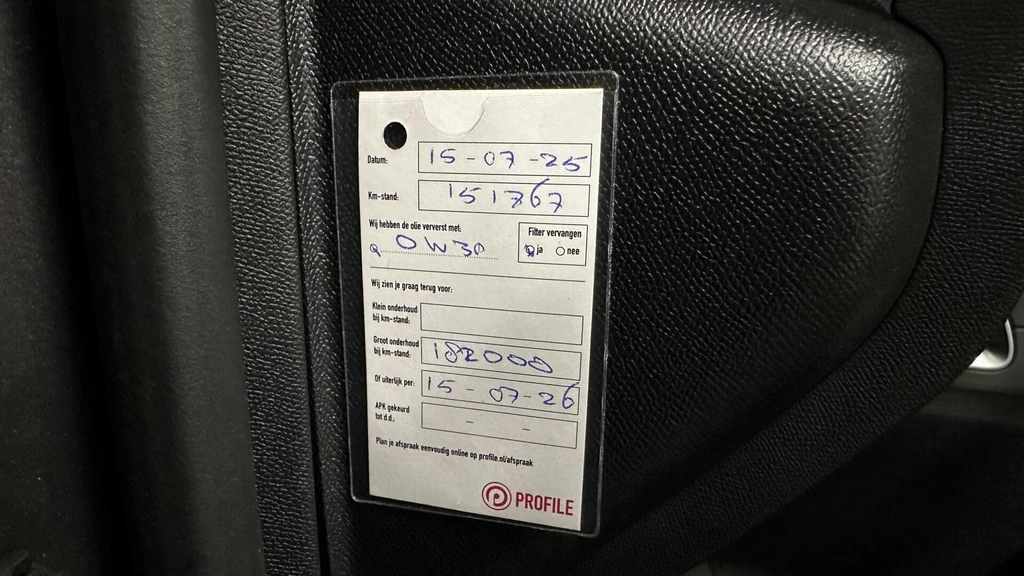 Datum: 15-07-25
Km-stand: 151767
Wij hebben de olie ververst met:
0W30
Filter vervangen
ja nee
Wij zien je graag terug voor:
Klein onderhoud
bij km-stand:
Groot onderhoud
bij km-stand: 182000
Of uiterlijk per: 15-07-26
APK gekeurd
tot d.d.: - -
Plan je afspraak eenvoudig online op profile.nl/afspraak
PROFILE